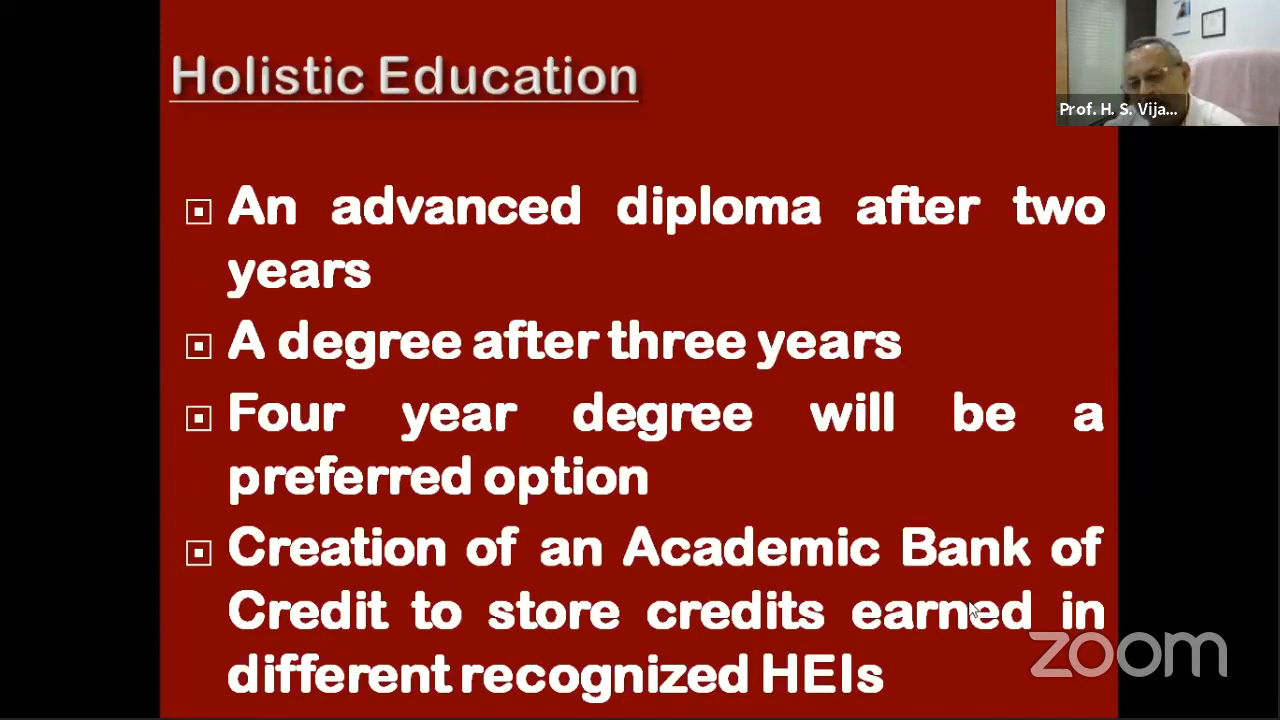 Holistic Education
Prof. H. S. Vija...
An advanced diploma after two
years
A degree after three years
Four year degree will be a
preferred option
Creation of an Academic Bank of
Credit to store credits earned in
different recognized HEIs
zoom